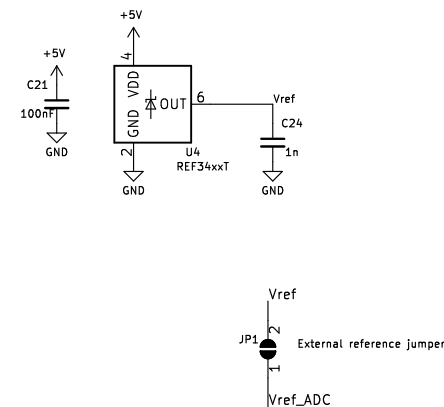 +5V
+5V
4
C21
VDD
OUT
6
Vref
100nF
GND
C24
1n
GND
2
U4
REF34xxT
GND
GND
Vref
2
JP1
External reference jumper
1
Vref_ADC